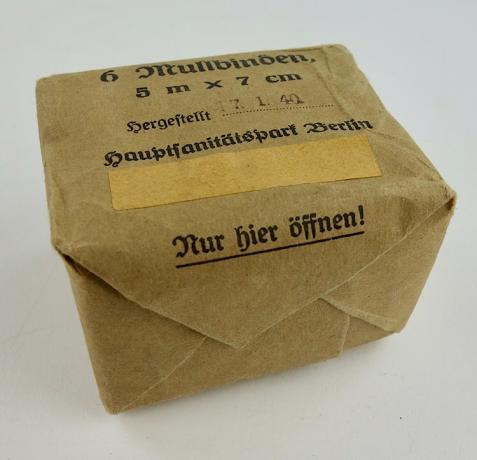 6 Mullbinden,
5 m x 7 cm
Hergestellt 17. 1. 40
Hauptsanitätspark Berlin
Nur hier öffnen!